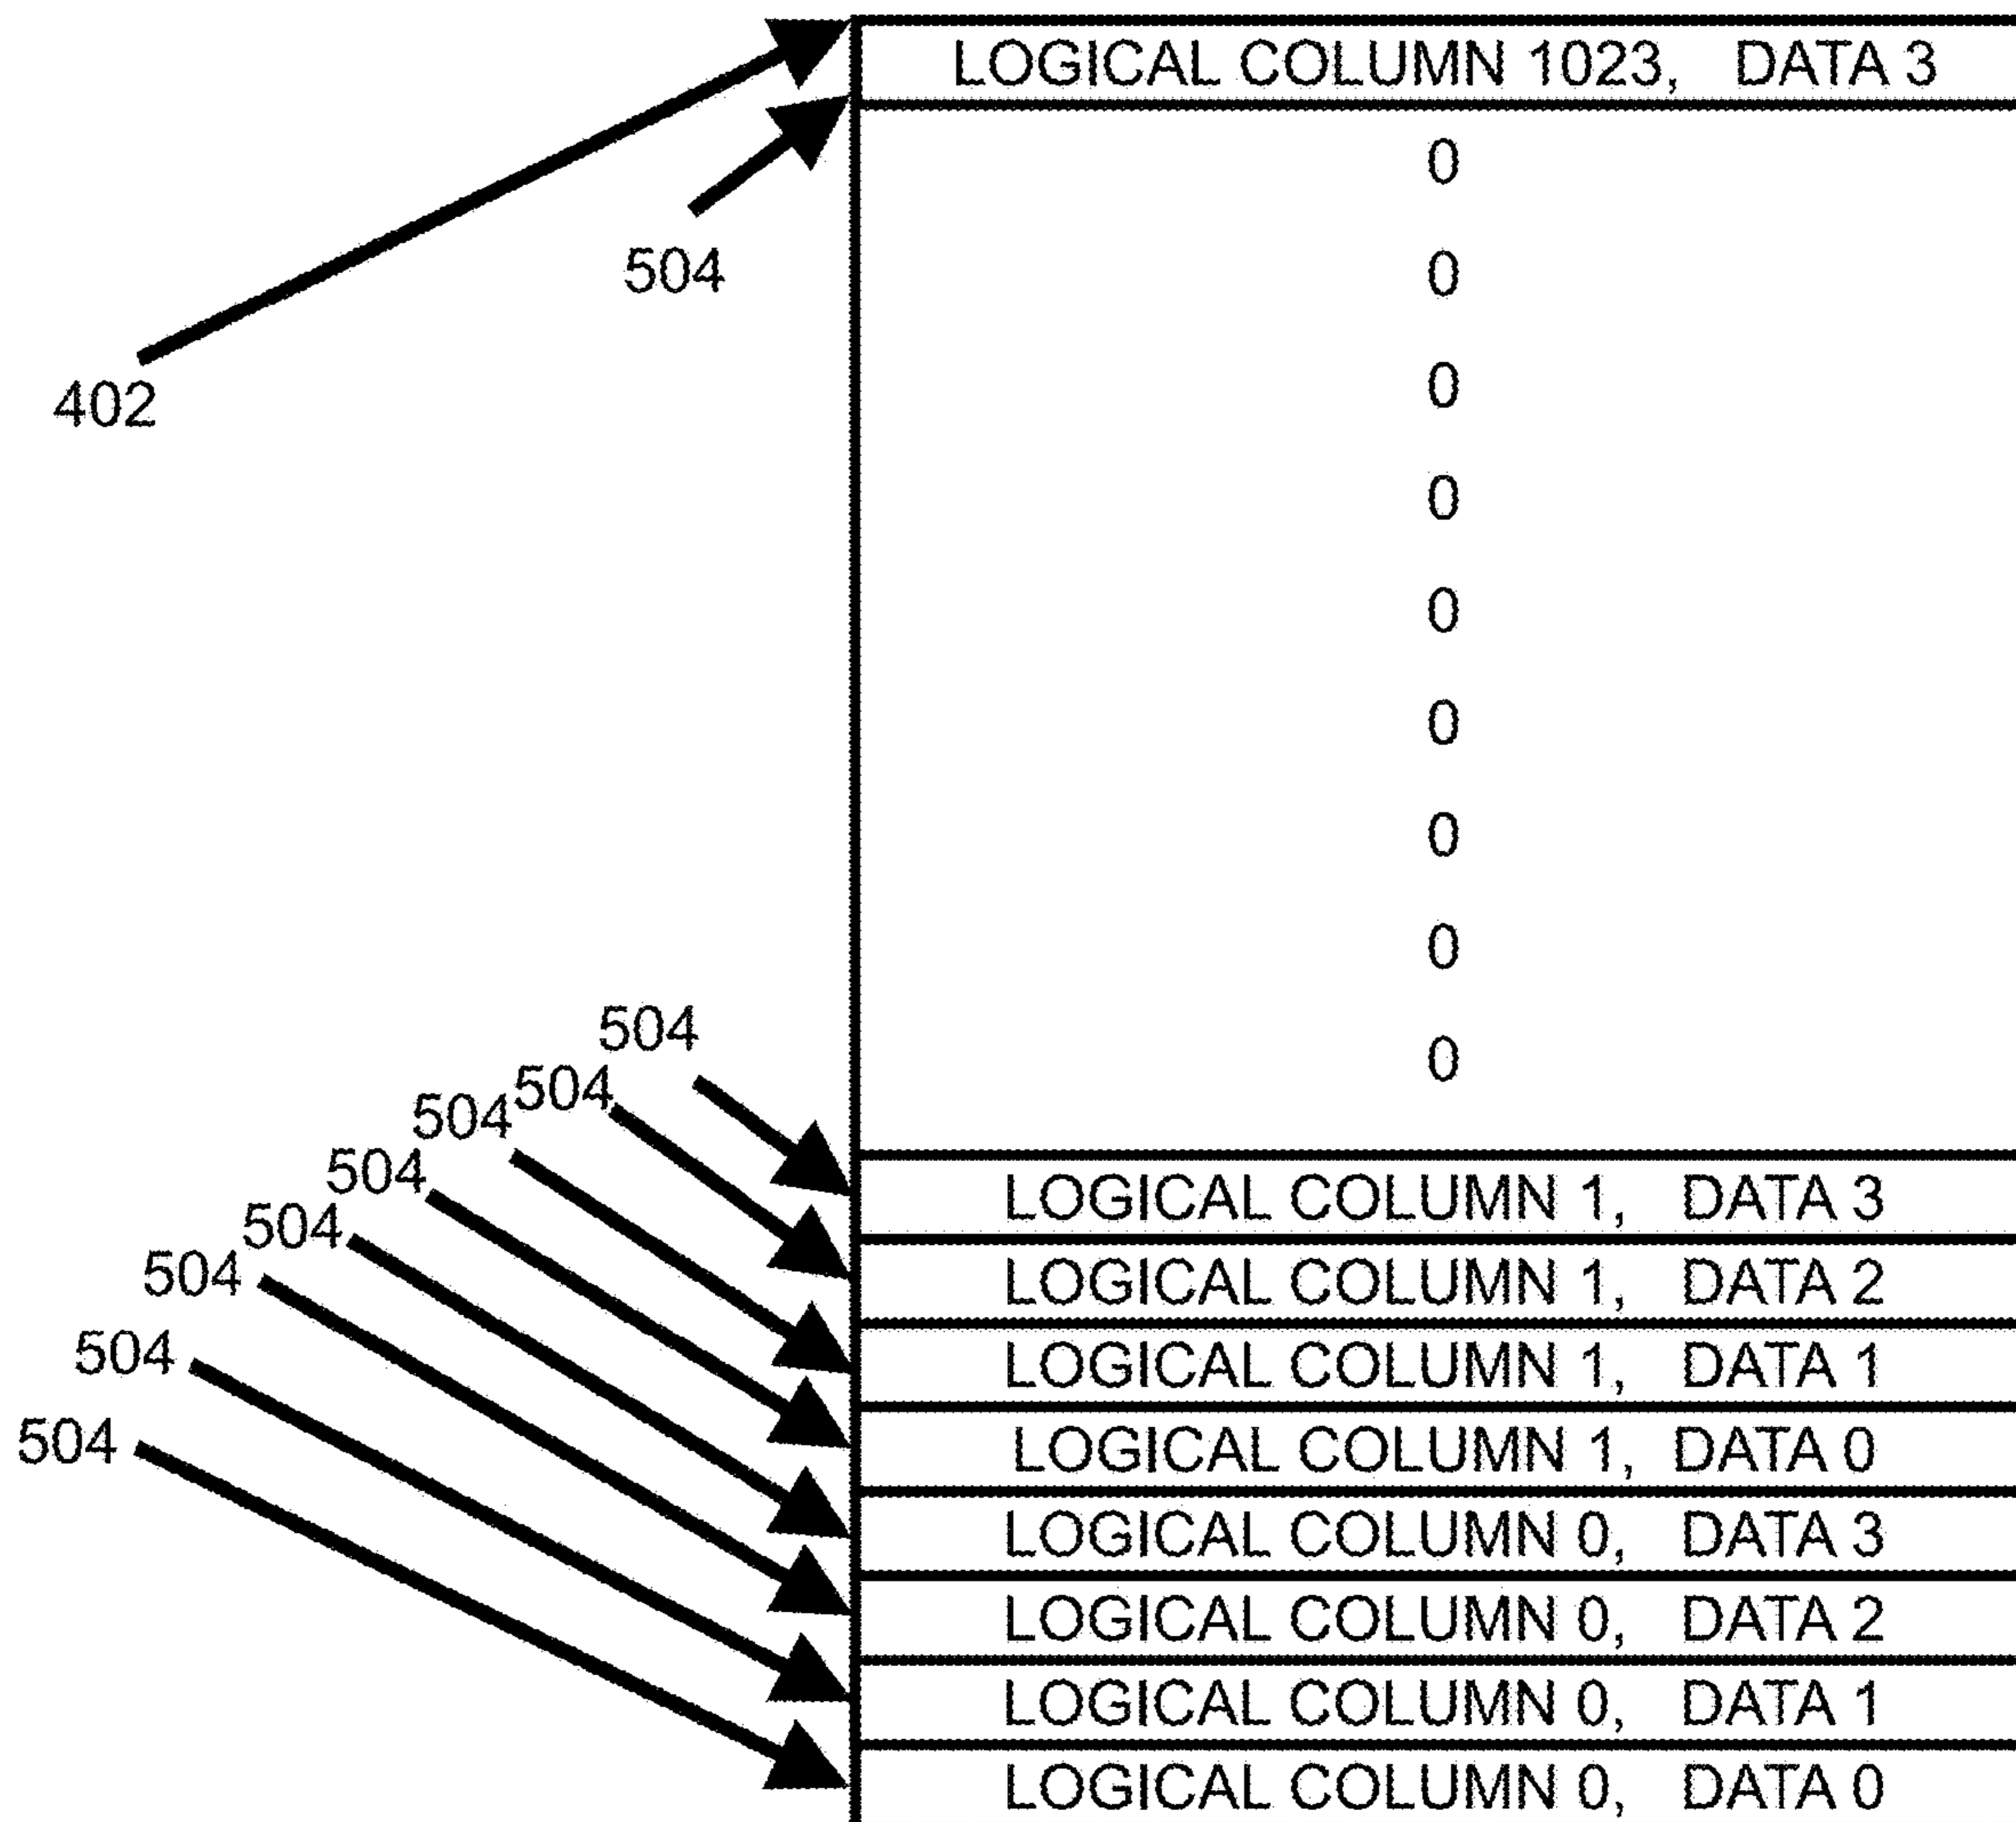 LOGICAL COLUMN 1023, DATA 3
0
504
0
0
402
0
0
0
0
0
504
0
504
504
504
LOGICAL COLUMN 1, DATA 3
504
504
LOGICAL COLUMN 1, DATA 2
504
LOGICAL COLUMN 1, DATA 1
504
LOGICAL COLUMN 1, DATA 0
LOGICAL COLUMN 0, DATA 3
LOGICAL COLUMN 0, DATA 2
LOGICAL COLUMN 0, DATA 1
LOGICAL COLUMN 0, DATA 0